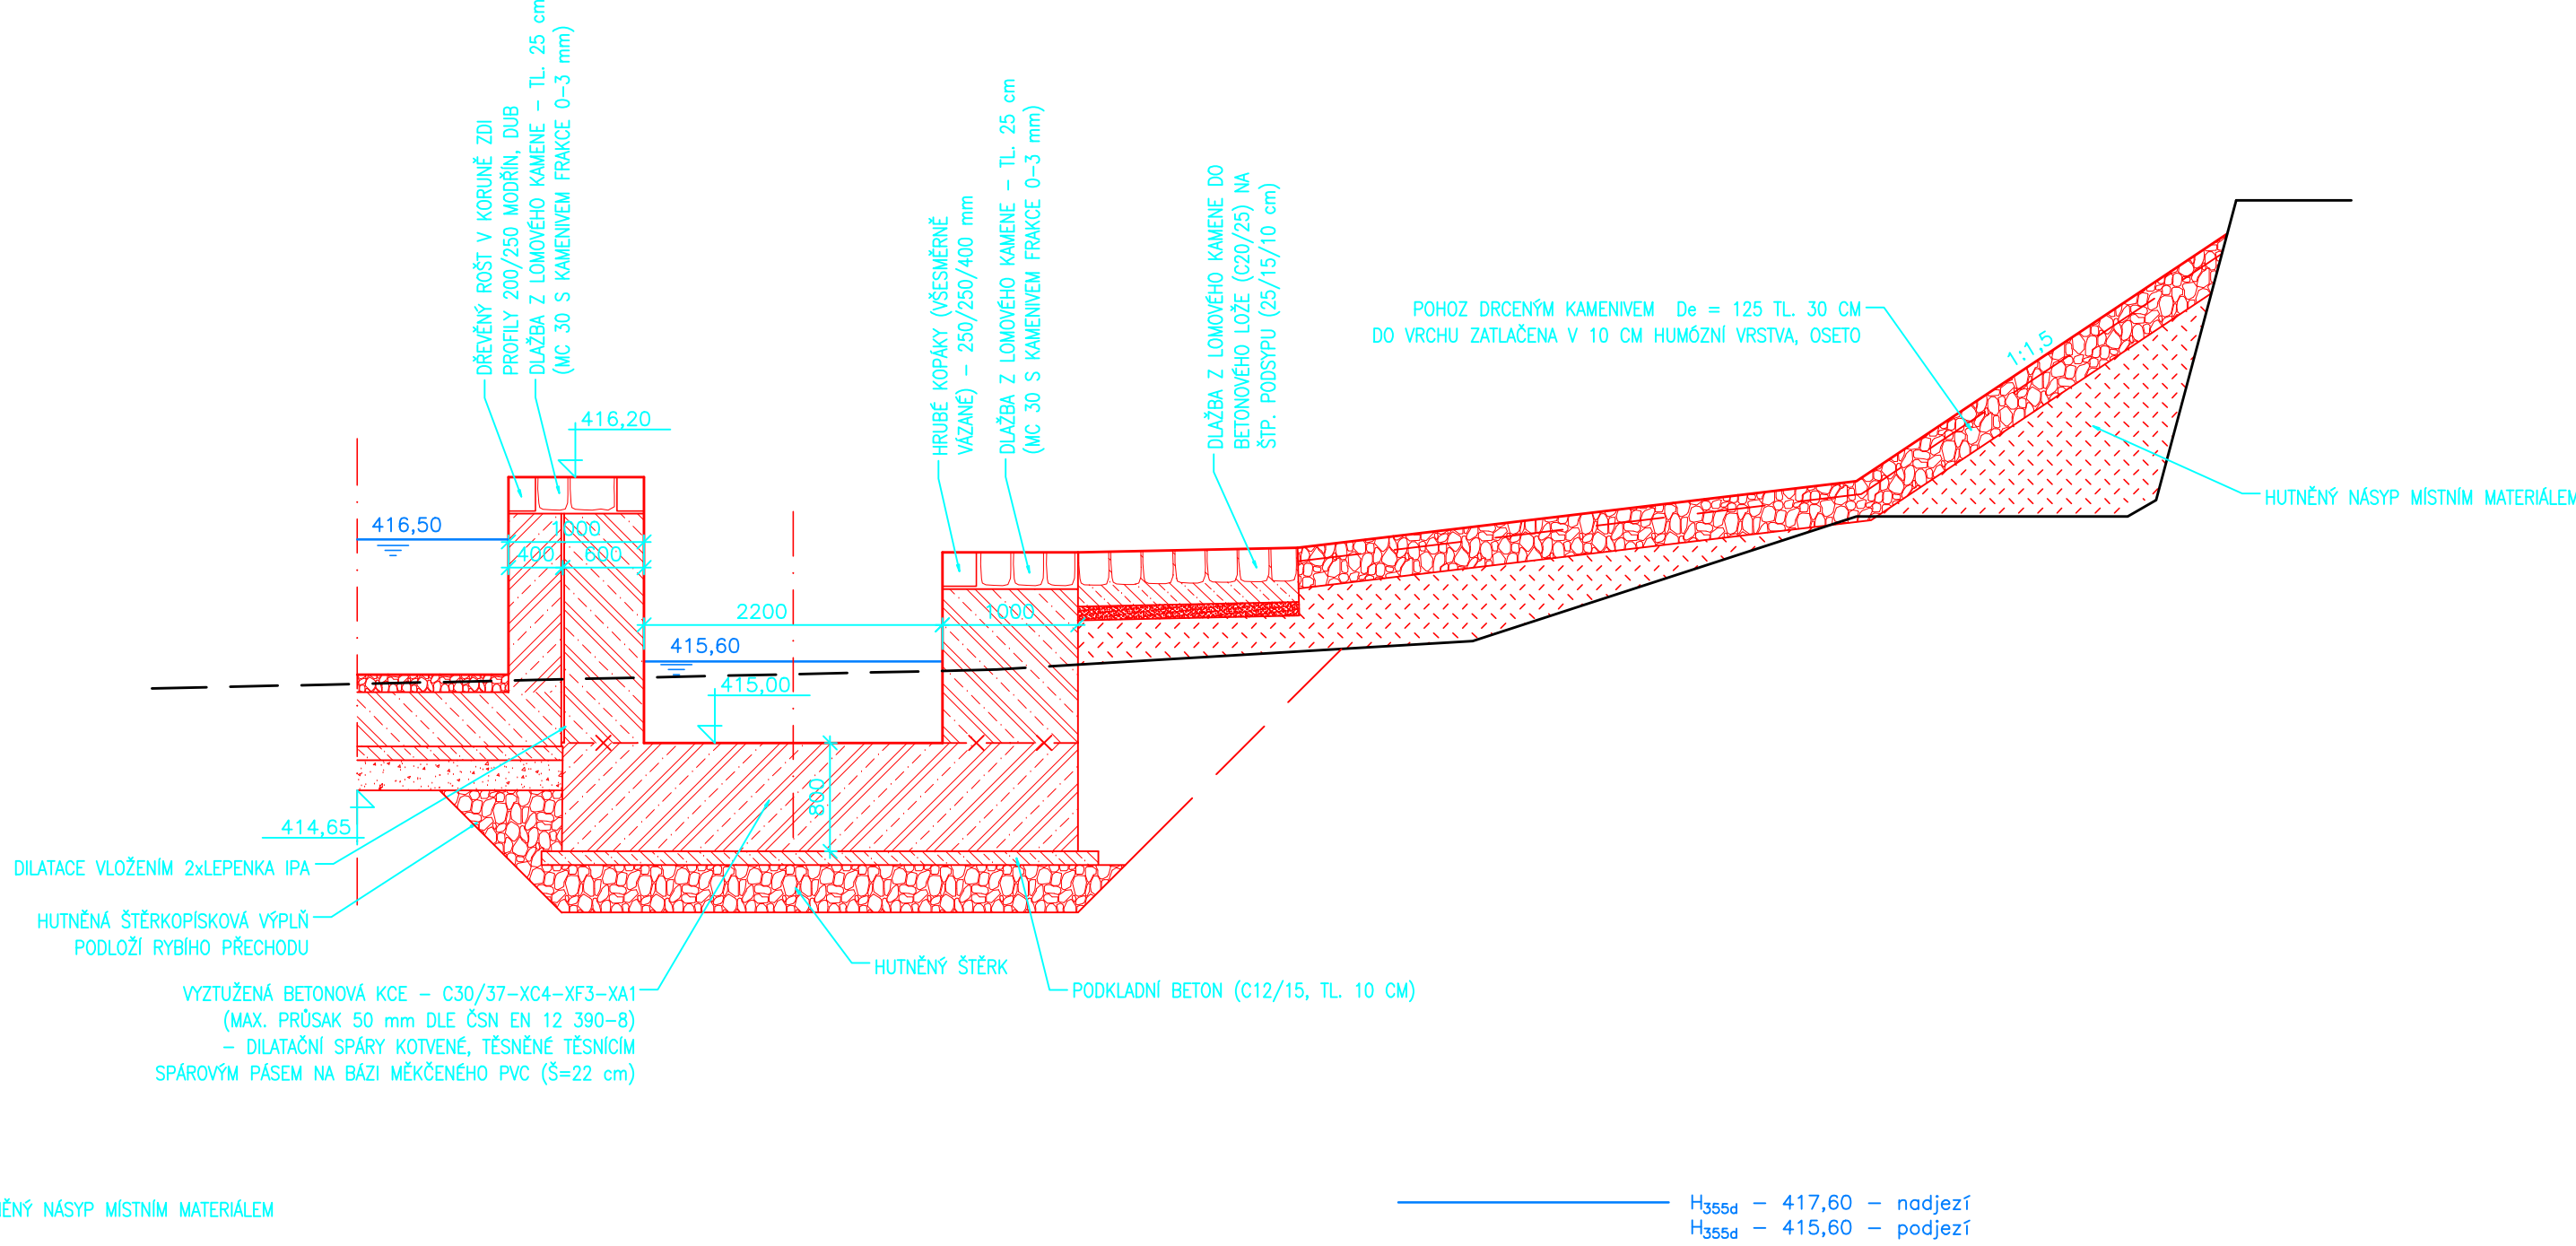 DŘEVĚNÝ ROŠT V KORUNĚ ZDI
PROFILY 200/250 MODŘÍN, DUB
DLAŽBA Z LOMOVÉHO KAMENE – TL. 25 cm
(MC 30 S KAMENIVEM FRAKCE 0–3 mm)
HRUBÉ KOPÁKY (VŠESMĚRNĚ
VÁZANÉ) – 250/250/400 mm
DLAŽBA Z LOMOVÉHO KAMENE – TL. 25 cm
(MC 30 S KAMENIVEM FRAKCE 0–3 mm)
DLAŽBA Z LOMOVÉHO KAMENE DO
BETONOVÉHO LOŽE (C20/25) NA
ŠTP. PODSYPU (25/15/10 cm)
POHOZ DRCENÝM KAMENIVEM De = 125 TL. 30 CM
DO VRCHU ZATLAČENA V 10 CM HUMÓZNÍ VRSTVA, OSETO
1:1,5
416,20
416,50
1000
400
600
HUTNĚNÝ NÁSYP MÍSTNÍM MATERIÁLEM
2200
1000
415,60
415,00
800
414,65
DILATACE VLOŽENÍM 2xLEPENKA IPA
HUTNĚNÁ ŠTĚRKOPÍSKOVÁ VÝPLŇ
PODLOŽÍ RYBÍHO PŘECHODU
HUTNĚNÝ ŠTĚRK
PODKLADNÍ BETON (C12/15, TL. 10 CM)
VYZTUŽENÁ BETONOVÁ KCE – C30/37–XC4–XF3–XA1
(MAX. PRŮSAK 50 mm DLE ČSN EN 12 390–8)
– DILATAČNÍ SPÁRY KOTVENÉ, TĚSNĚNÉ TĚSNÍCÍM
SPÁROVÝM PÁSEM NA BÁZI MĚKČENÉHO PVC (Š=22 cm)
ĚNÝ NÁSYP MÍSTNÍM MATERIÁLEM
H355d – 417,60 – nadjezí
H355d – 415,60 – podjezí